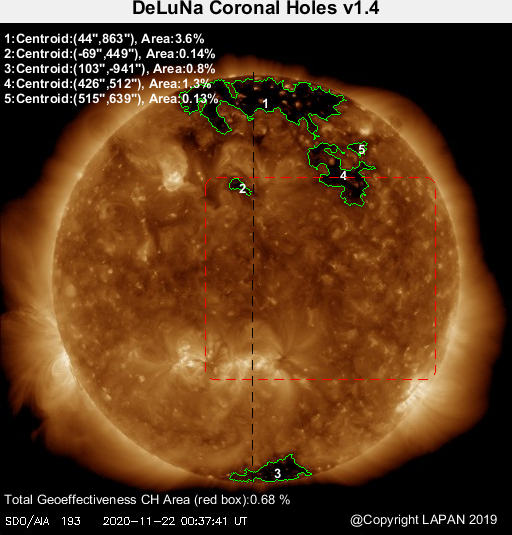 DeLuNa Coronal Holes v1.4
1:Centroid:(44",863"), Area:3.6%
2:Centroid:(-69",449"), Area:0.14%
3:Centroid:(103",-941"), Area:0.8%
4:Centroid:(426",512"), Area:1.3%
5:Centroid:(515",639"), Area:0.13%
1
5
4
2
3
Total Geoeffectiveness CH Area (red box):0.68 %
SDO/AIA 193 2020-11-22 00:37:41 UT
@Copyright LAPAN 2019